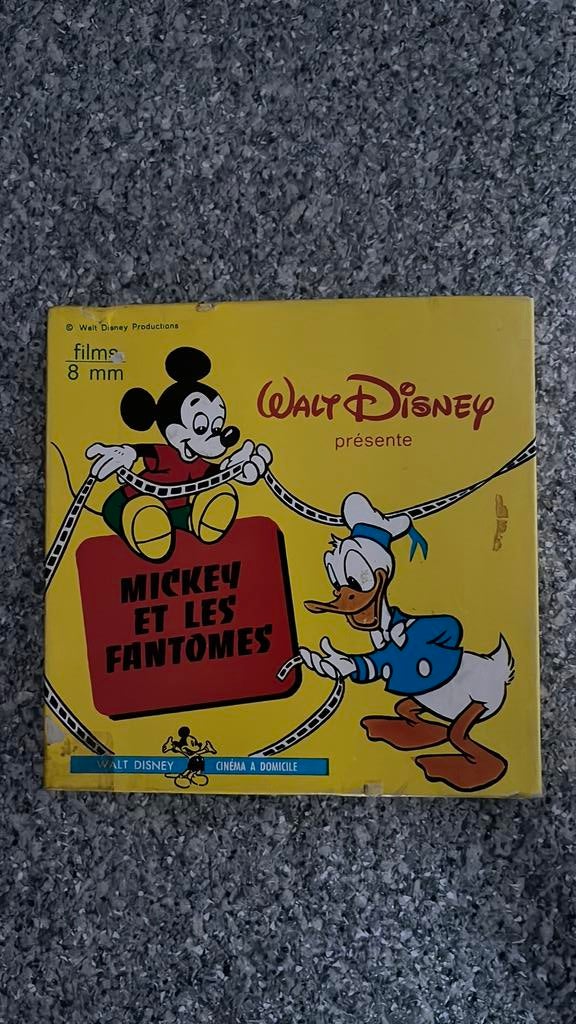 © Walt Disney Productions
films
8 mm
WALT DISNEY
présente
MICKEY
ET LES
FANTOMES
WALT DISNEY CINÉMA A DOMICILE